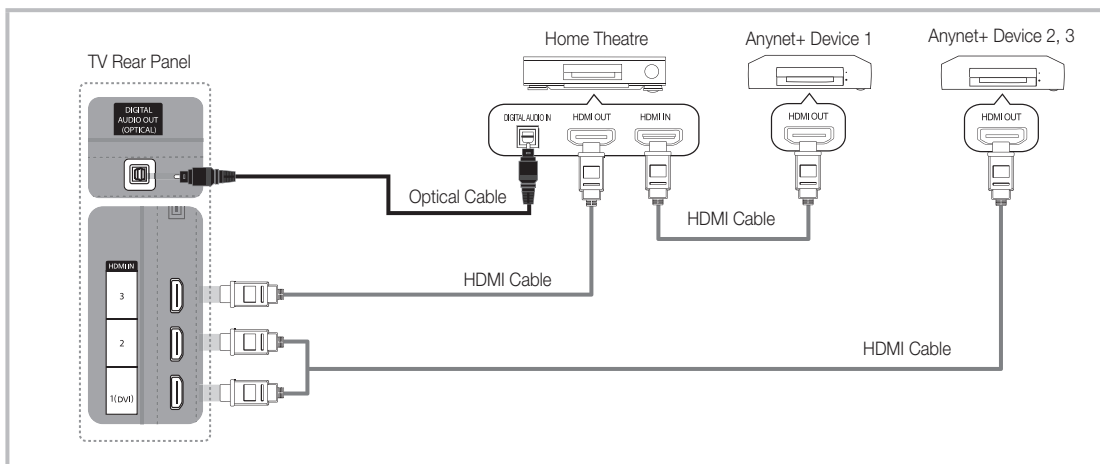 Home Theatre
Anynet+ Device 1
Anynet+ Device 2, 3
TV Rear Panel
DIGITAL
AUDIO OUT
(OPTICAL)
DIGITAL AUDIO IN
HDMI OUT
HDMI IN
HDMI OUT
HDMI OUT
Optical Cable
HDMI Cable
HDMI IN
HDMI Cable
3
2
HDMI Cable
1(DVI)